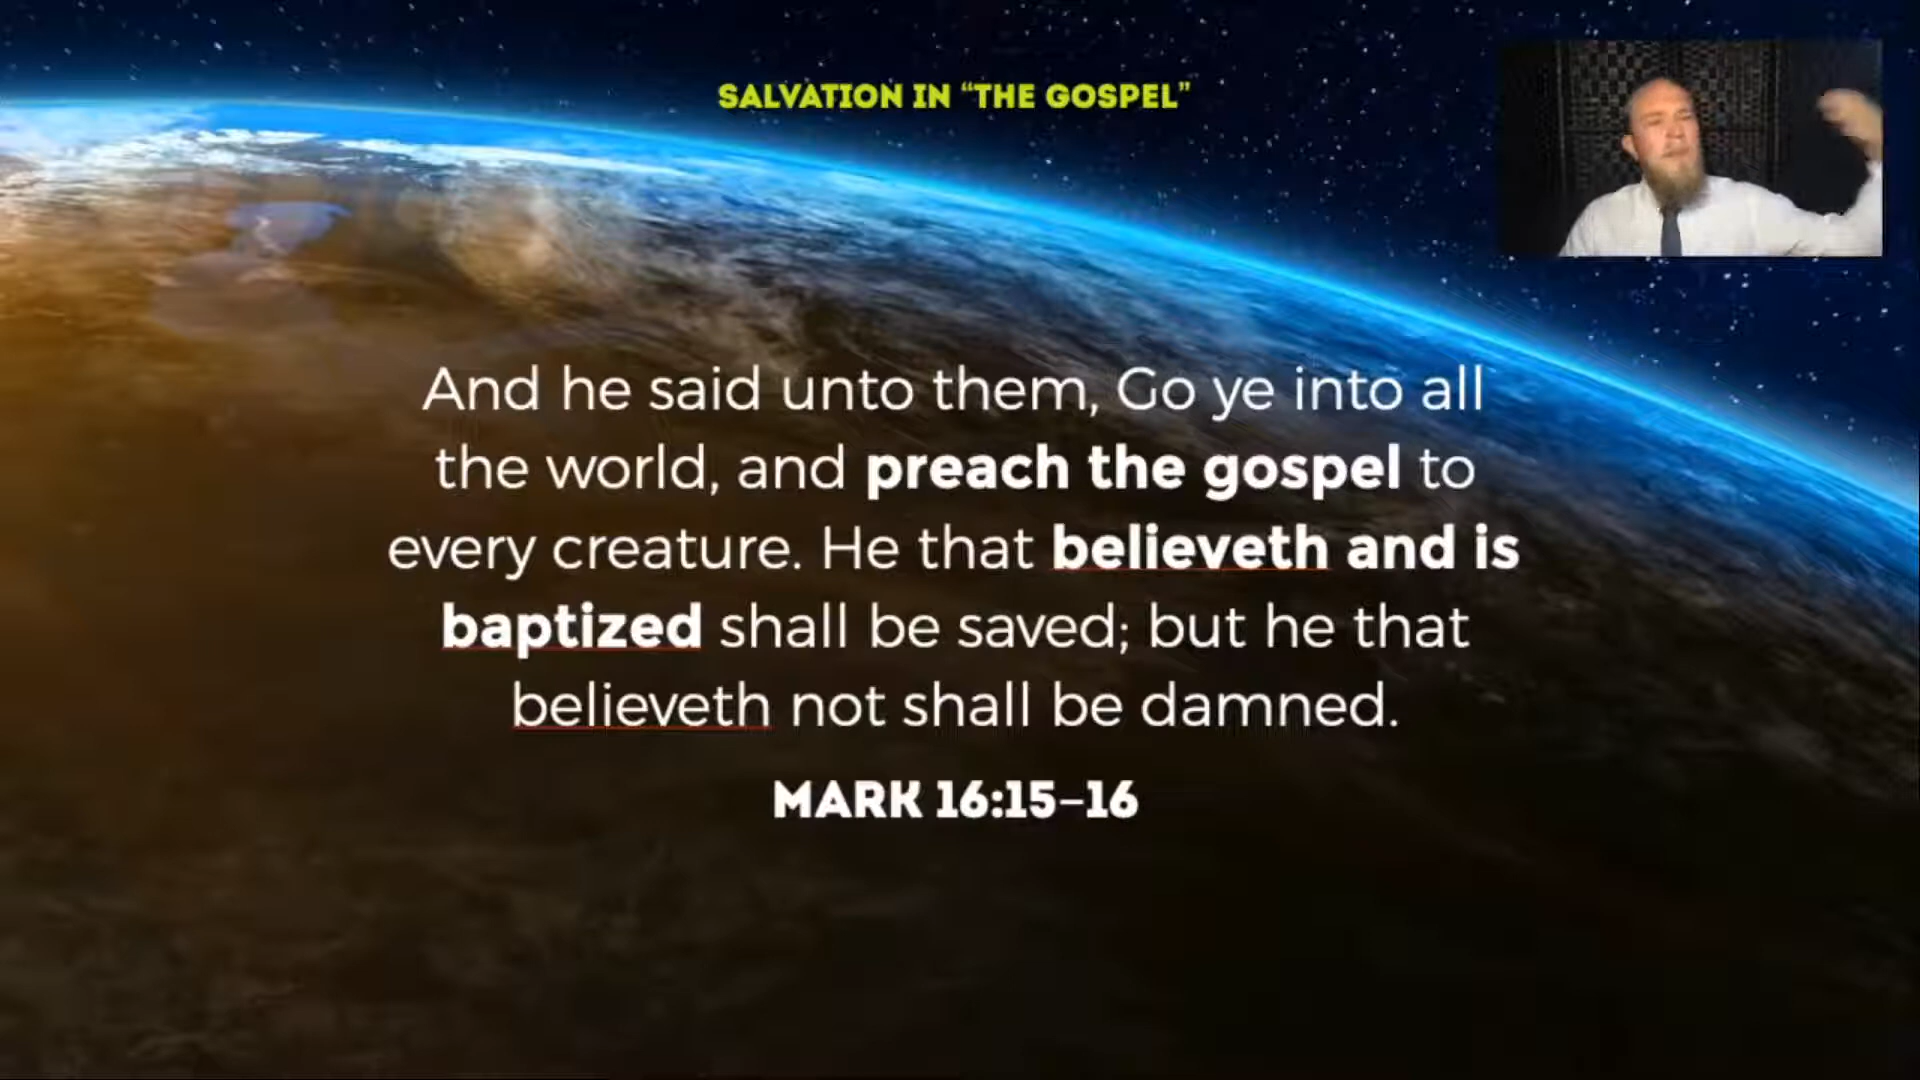 SALVATION IN “THE GOSPEL”
And he said unto them, Go ye into all
the world, and preach the gospel to
every creature. He that believeth and is
baptized shall be saved; but he that
believeth not shall be damned.
MARK 16:15–16